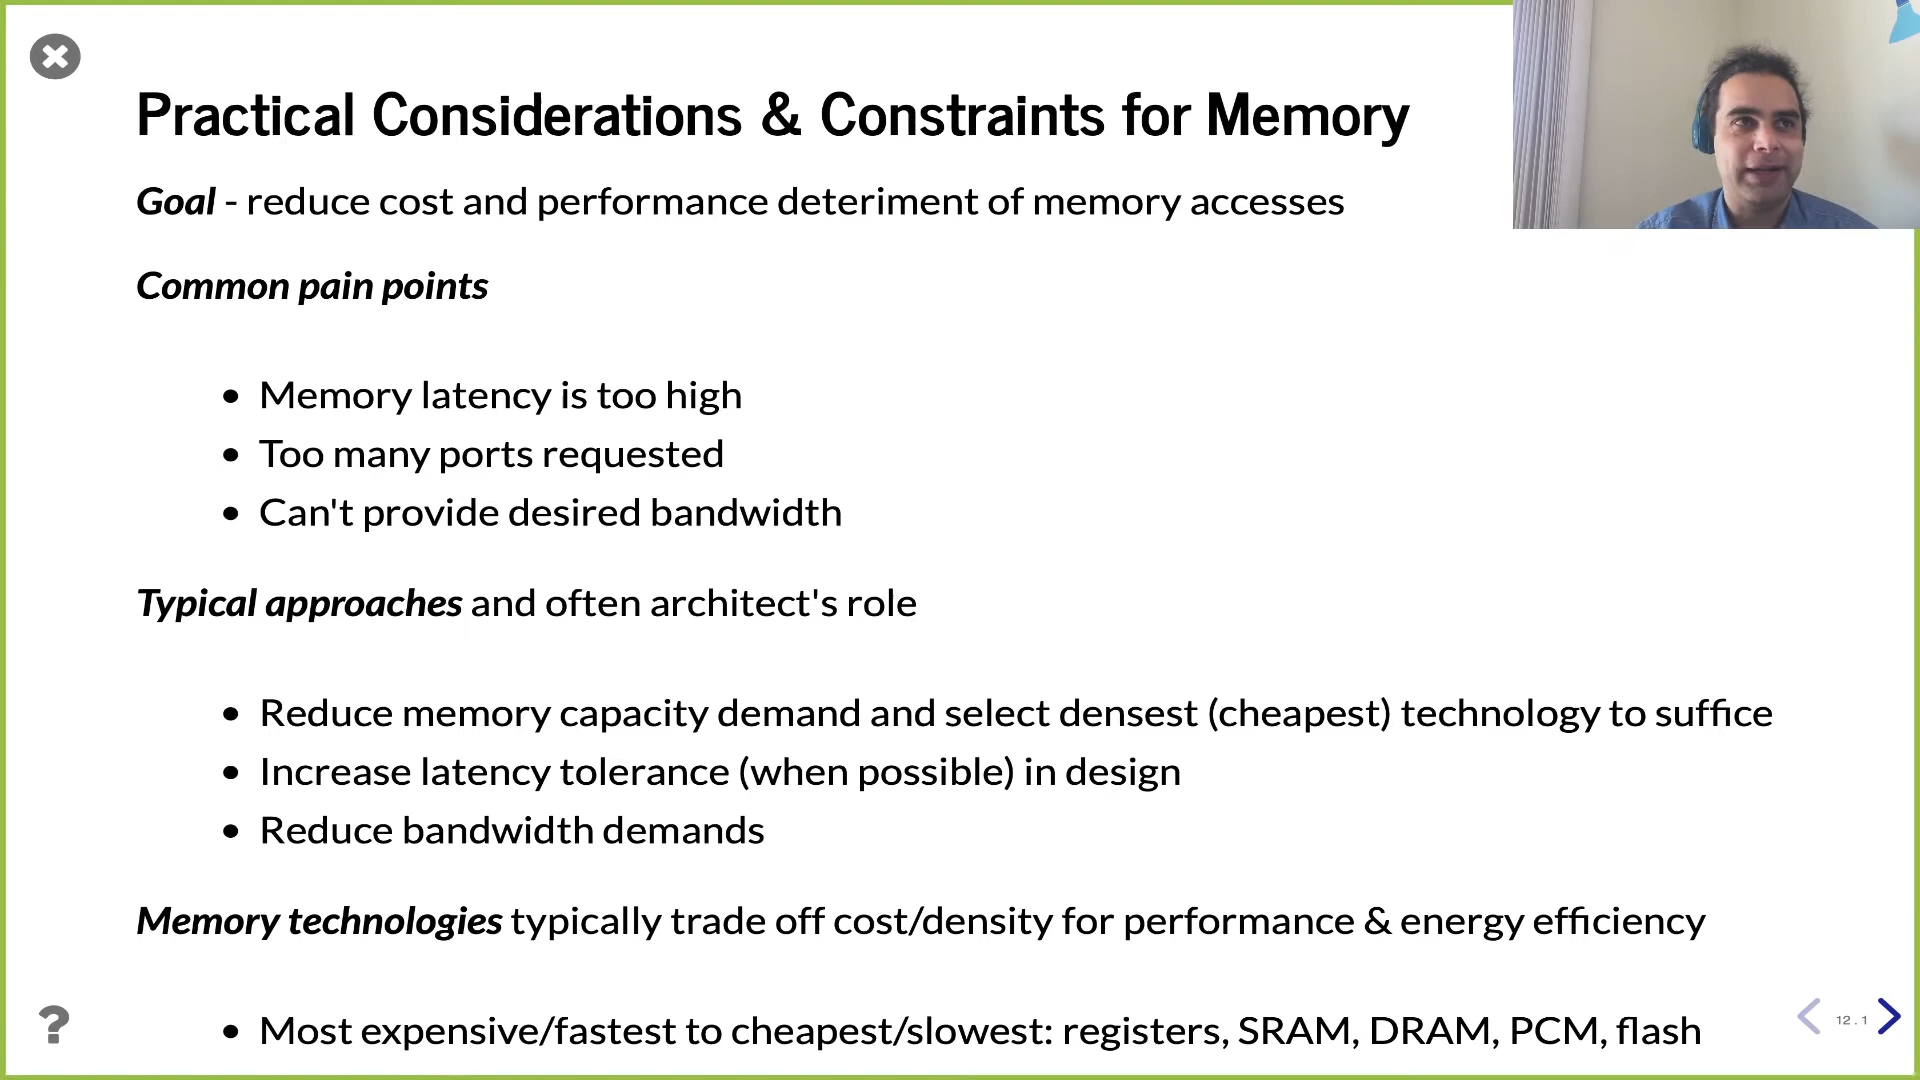 Practical Considerations & Constraints for Memory
Goal - reduce cost and performance deteriment of memory accesses
Common pain points
• Memory latency is too high
• Too many ports requested
• Can't provide desired bandwidth
Typical approaches and often architect's role
• Reduce memory capacity demand and select densest (cheapest) technology to suffice
• Increase latency tolerance (when possible) in design
• Reduce bandwidth demands
Memory technologies typically trade off cost/density for performance & energy efficiency
• Most expensive/fastest to cheapest/slowest: registers, SRAM, DRAM, PCM, flash
?
12.1